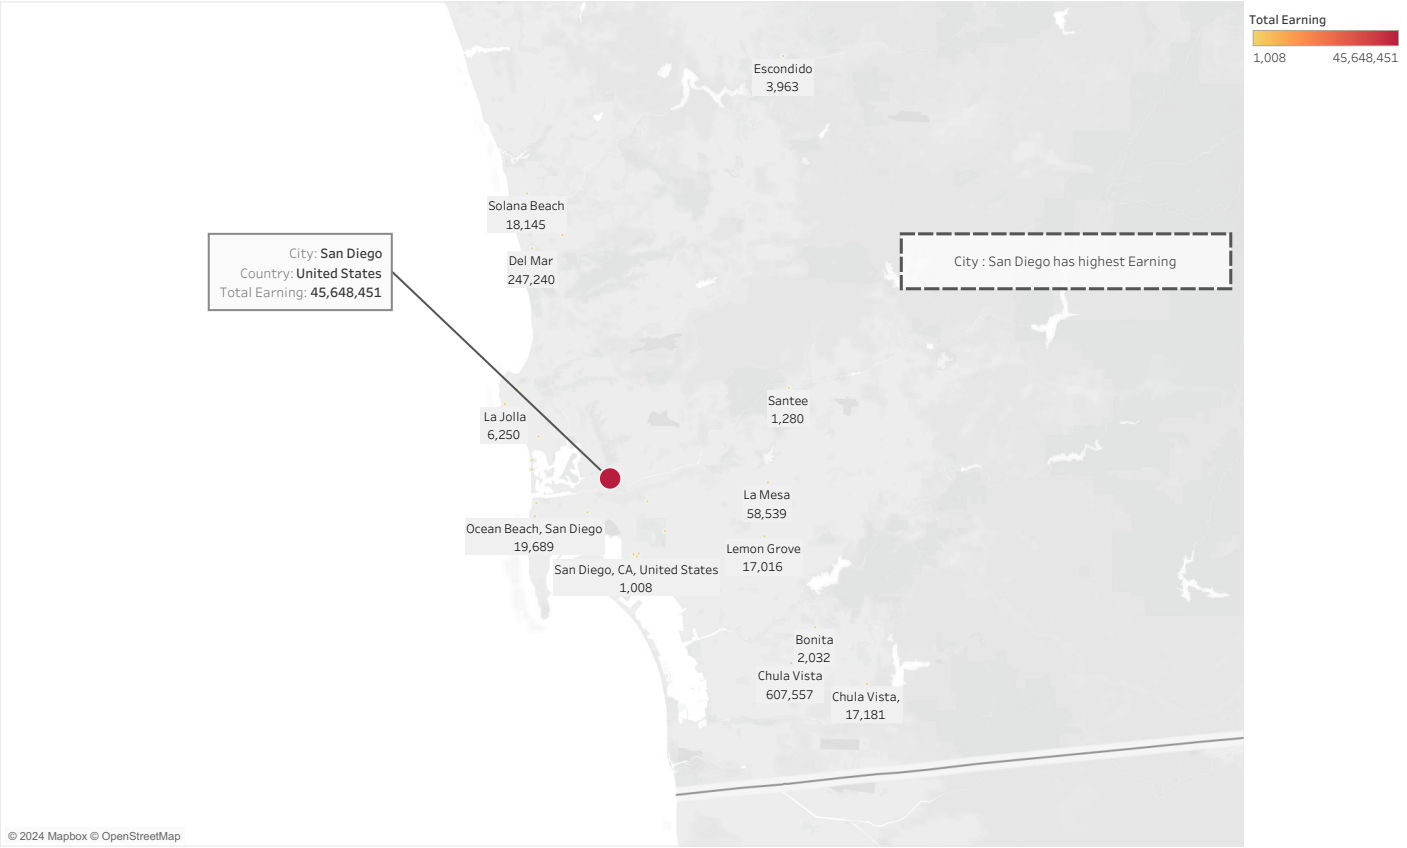 Total Earning
1,008 45,648,451
Escondido
3,963
Solana Beach
18,145
Del Mar
247,240
City: San Diego
Country: United States
Total Earning: 45,648,451
City : San Diego has highest Earning
Santee
1,280
La Jolla
6,250
La Mesa
58,539
Ocean Beach, San Diego
19,689
Lemon Grove
17,016
San Diego, CA, United States
1,008
Bonita
2,032
Chula Vista
607,557
Chula Vista,
17,181
© 2024 Mapbox © OpenStreetMap